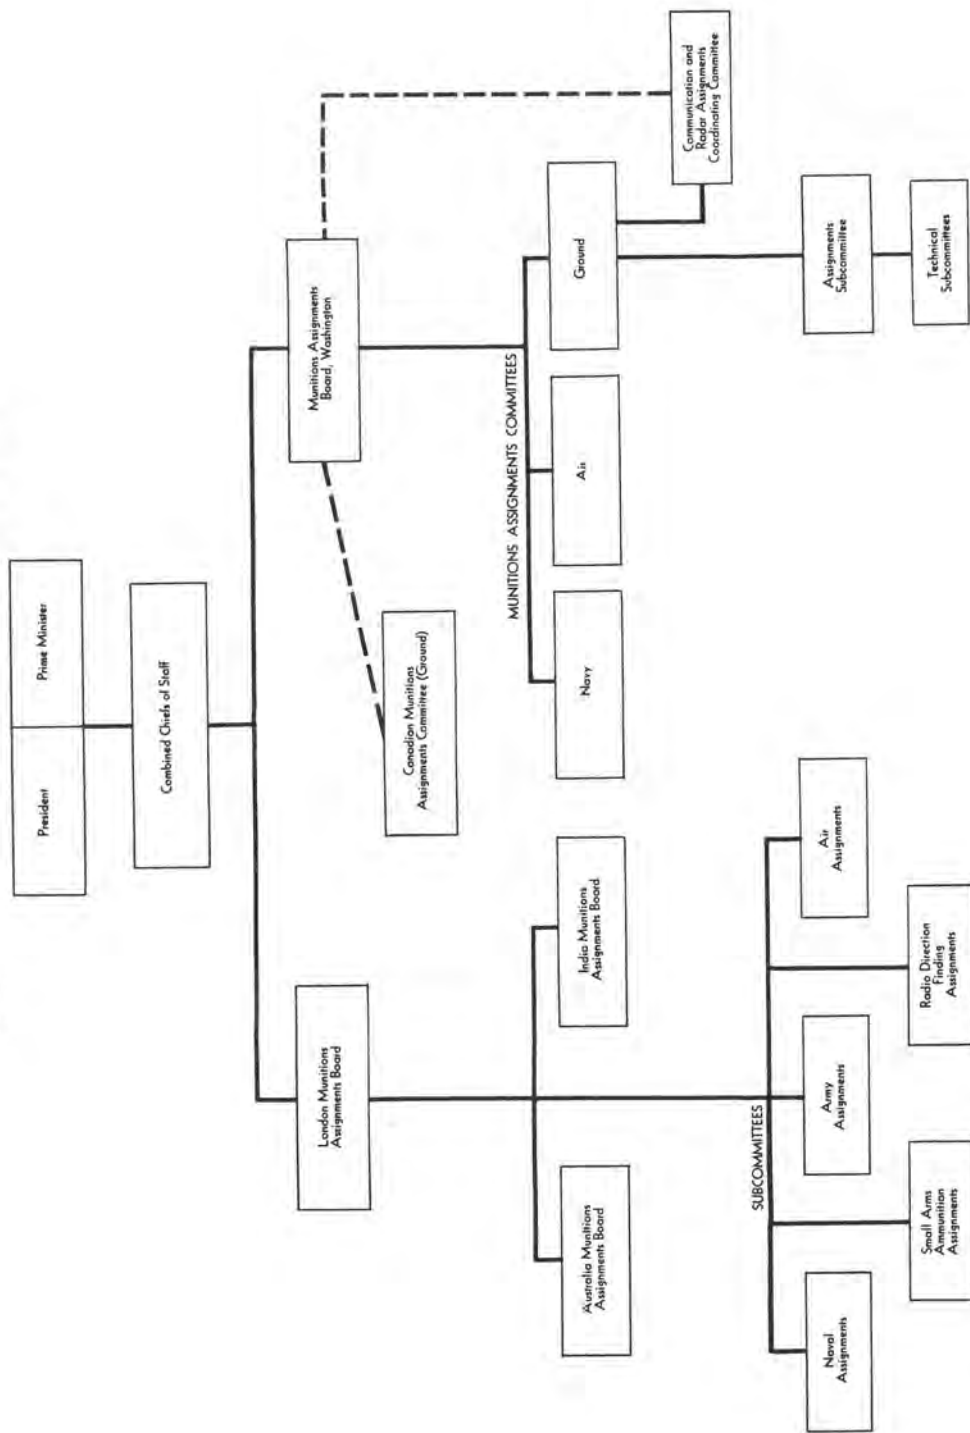 President
Prime Minister
Combined Chiefs of Staff
London Munitions
Assignments Board
Munitions Assignments
Board, Washington
Canadian Munitions
Assignments Committee (Ground)
MUNITIONS ASSIGNMENTS COMMITTEES
Australia Munitions
Assignments Board
India Munitions
Assignments Board
Navy
Air
Ground
Communication and
Radar Assignments
Coordinating Committee
SUBCOMMITTEES
Naval
Assignments
Army
Assignments
Air
Assignments
Assignments
Subcommittee
Small Arms
Ammunition
Assignments
Radio Direction
Finding
Assignments
Technical
Subcommittees